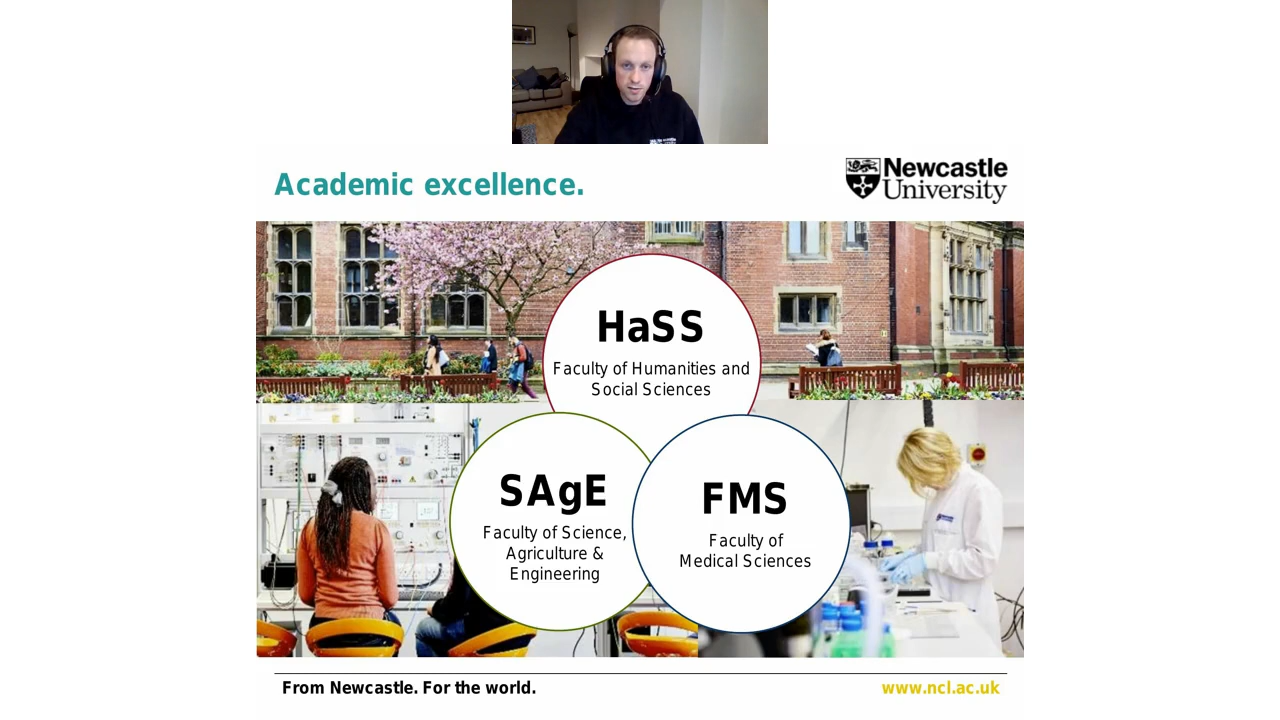 Academic excellence.
Newcastle
University
HaSS
Faculty of Humanities and
Social Sciences
SAgE
Faculty of Science,
Agriculture &
Engineering
FMS
Faculty of
Medical Sciences
From Newcastle. For the world.
www.ncl.ac.uk